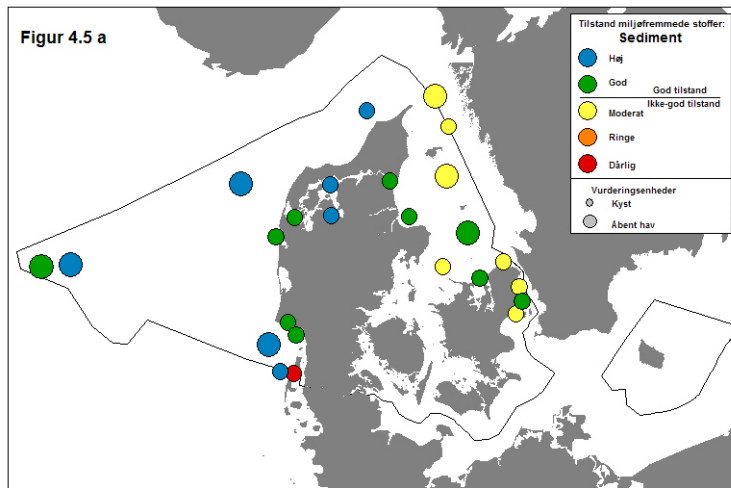 Figur 4.5 a
Tilstand miljøfremmede stoffer:
Sediment
Høj
God
God tilstand
Ikke-god tilstand
Moderat
Ringe
Dårlig
Vurderingsenheder
Kyst
Åbent hav